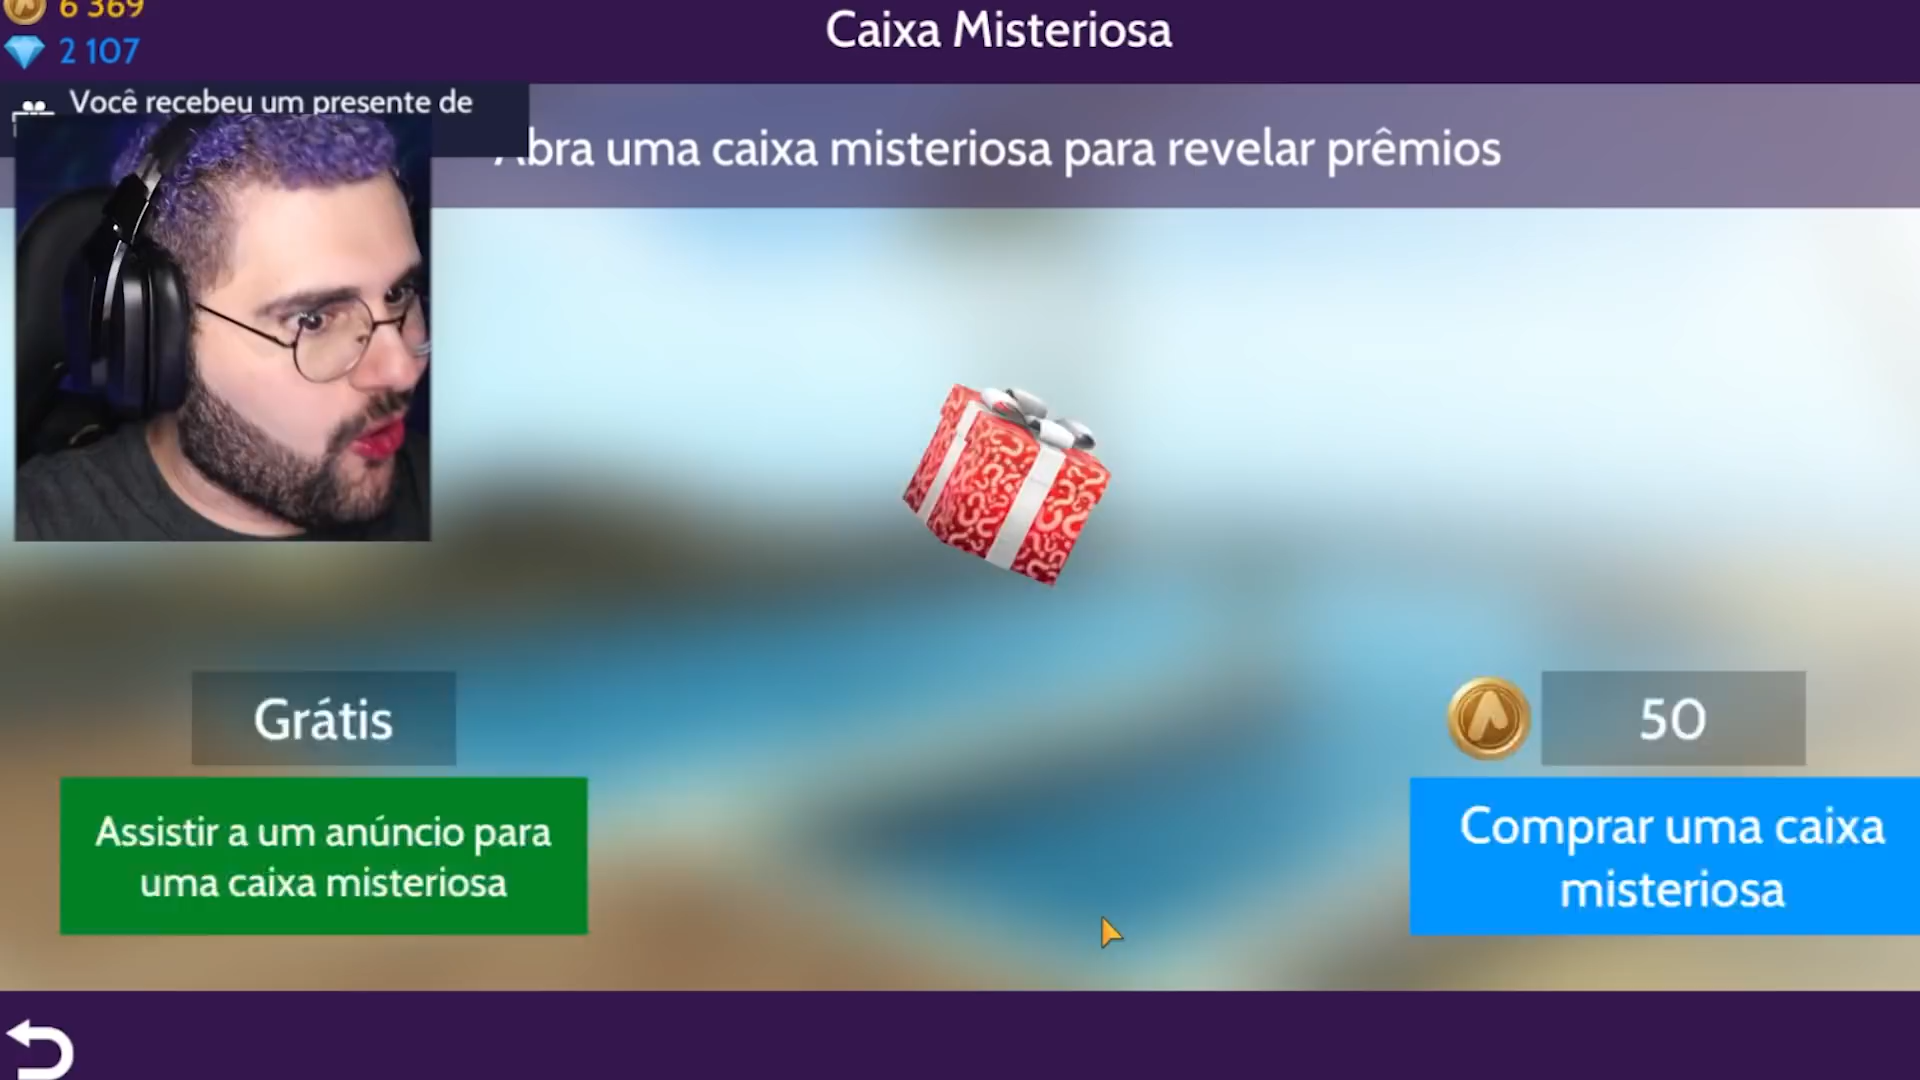 6 369
Caixa Misteriosa
2 107
Você recebeu um presente de
Abra uma caixa misteriosa para revelar prêmios
Grátis
50
Assistir a um anúncio para
uma caixa misteriosa
Comprar uma caixa
misteriosa